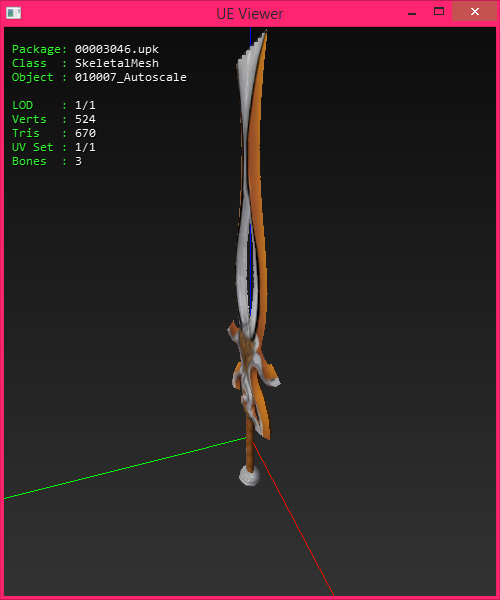 UE Viewer
Package: 00003046.upk
Class  : SkeletalMesh
Object : 010007_Autoscale
LOD    : 1/1
Verts  : 524
Tris   : 670
UV Set : 1/1
Bones  : 3